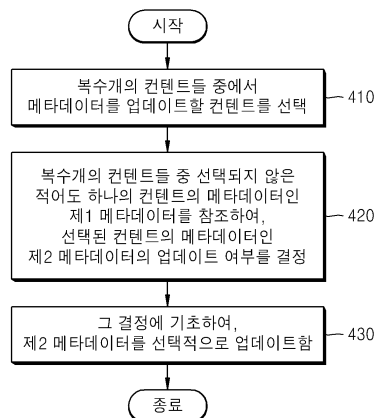 시작
복수개의 컨텐트들 중에서
메타데이터를 업데이트할 컨텐트를 선택
410
복수개의 컨텐트들 중 선택되지 않은
적어도 하나의 컨텐트의 메타데이터인
제1 메타데이터를 참조하여,
선택된 컨텐트의 메타데이터인
제2 메타데이터의 업데이트 여부를 결정
420
그 결정에 기초하여,
제2 메타데이터를 선택적으로 업데이트함
430
종료